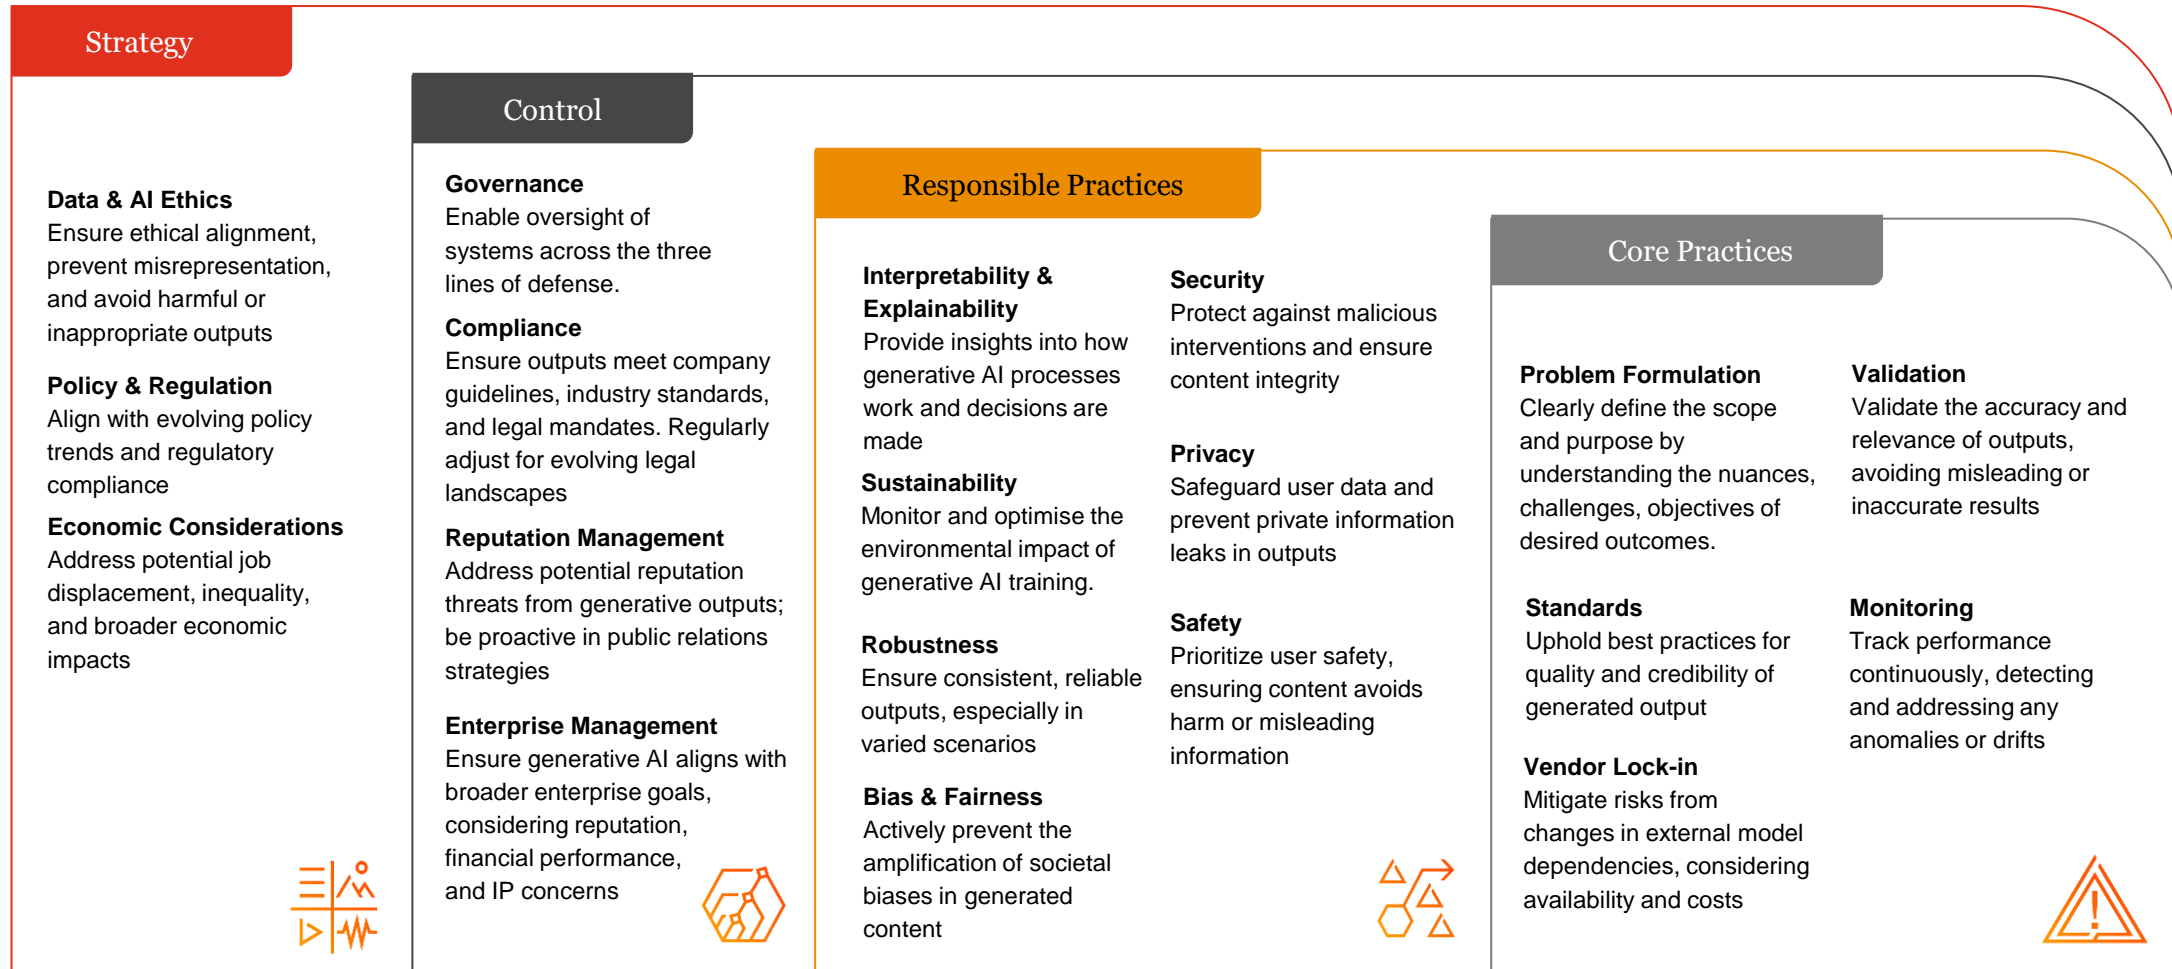 Strategy
Data & AI Ethics
Ensure ethical alignment,
prevent misrepresentation,
and avoid harmful or
inappropriate outputs
Policy & Regulation
Align with evolving policy
trends and regulatory
compliance
Economic Considerations
Address potential job
displacement, inequality,
and broader economic
impacts
Control
Governance
Enable oversight of
systems across the three
lines of defense.
Compliance
Ensure outputs meet company
guidelines, industry standards,
and legal mandates. Regularly
adjust for evolving legal
landscapes
Reputation Management
Address potential reputation
threats from generative outputs;
be proactive in public relations
strategies
Enterprise Management
Ensure generative AI aligns with
broader enterprise goals,
considering reputation,
financial performance,
and IP concerns
Responsible Practices
Interpretability &
Explainability
Provide insights into how
generative AI processes
work and decisions are
made
Sustainability
Monitor and optimise the
environmental impact of
generative AI training.
Robustness
Ensure consistent, reliable
outputs, especially in
varied scenarios
Bias & Fairness
Actively prevent the
amplification of societal
biases in generated
content
Security
Protect against malicious
interventions and ensure
content integrity
Privacy
Safeguard user data and
prevent private information
leaks in outputs
Safety
Prioritize user safety,
ensuring content avoids
harm or misleading
information
Core Practices
Problem Formulation
Clearly define the scope
and purpose by
understanding the nuances,
challenges, objectives of
desired outcomes.
Standards
Uphold best practices for
quality and credibility of
generated output
Vendor Lock-in
Mitigate risks from
changes in external model
dependencies, considering
availability and costs
Validation
Validate the accuracy and
relevance of outputs,
avoiding misleading or
inaccurate results
Monitoring
Track performance
continuously, detecting
and addressing any
anomalies or drifts